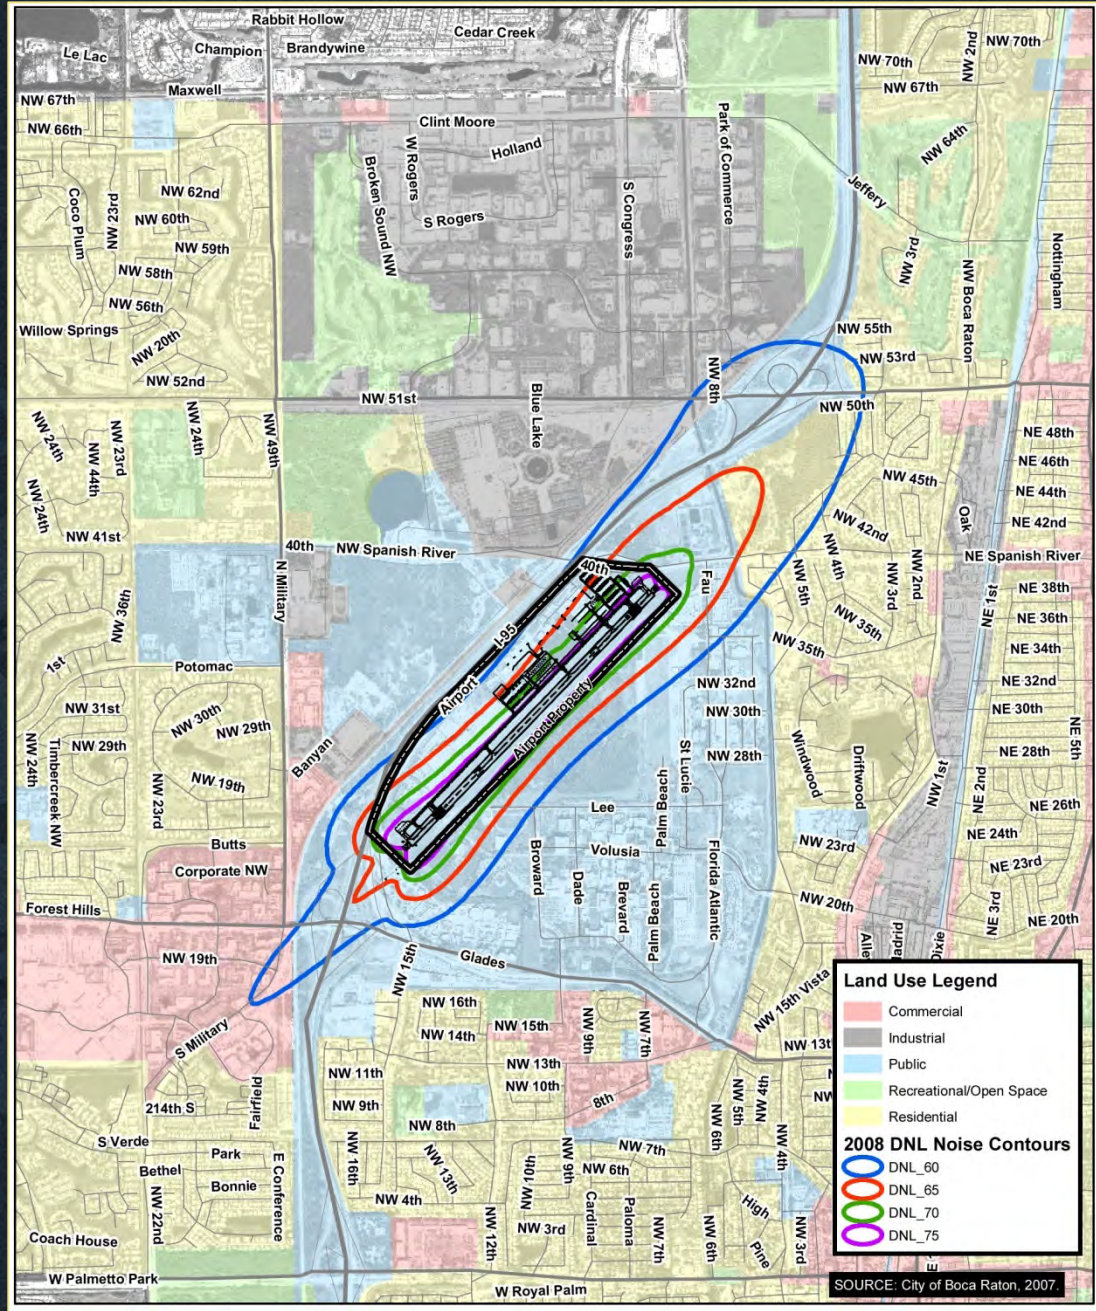 Rabbit Hollow
Cedar Creek
Le Lac
Champion
Brandywine
NW 70th
NW 2nd
NW 70th
Maxwell
NW 67th
NW 67th
NW 66th
Clint Moore
Park of Commerce
NW 64th
W Rogers
Holland
Broken Sound NW
S Congress
Jeffery
Coco Plum
NW 23rd
NW 62nd
NW 60th
S Rogers
NW 59th
NW 3rd
NW Boca Raton
Nottingham
NW 58th
NW 56th
Willow Springs
NW 20th
NW 55th
NW 53rd
NW 52nd
NW 8th
NW 51st
Blue Lake
NW 50th
NW 24th
NW 23rd
NW 24th
NW 49th
NE 48th
NW 44th
NE 46th
NW 45th
NW 24th
NE 44th
Oak
NW 42nd
NE 42nd
NW 41st
40th
NW Spanish River
NE Spanish River
40th
N Military
Fau
NW 5th
NW 4th
NW 3rd
NW 2nd
NE 1st
NE 38th
NW 36th
I-95
NW 35th
NE 36th
NW 35th
NE 34th
1st
Potomac
Airport
NW 32nd
NE 32nd
NW 31st
NW 30th
Airport Property
NW 30th
NE 30th
NW 29th
NE 5th
NW 24th
Timbercreek NW
NW 29th
Banyan
St Lucie
NW 28th
Windwood
Driftwood
NE 28th
NW 23rd
NW 19th
Palm Beach
NW 1st
NE 2nd
Lee
NE 26th
Butts
Broward
Volusia
Florida Atlantic
NW 23rd
NE 24th
Corporate NW
Dade
Brevard
Palm Beach
NE 23rd
NW 20th
NE 3rd
Forest Hills
NE 20th
NW 19th
NW 15th
Glades
Dixie
NW 15th Vista
NW 16th
S Military
NW 14th
NW 15th
NW 9th
NW 7th
NW 13th
NW 13th
NW 11th
NW 10th
NW 5th
NW 4th
214th S
Fairfield
NW 9th
8th
S Verde
NW 8th
NW 6th
NW 7th
NW 4th
Park
Bethel
Bonnie
E Conference
NW 16th
NW 13th
NW 10th
NW 9th
NW 6th
NW 22nd
NW 4th
Cardinal
Paloma
High
Coach House
NW 12th
NW 3rd
NW 7th
NW 6th
Pine
NW 3rd
W Palmetto Park
W Royal Palm
Land Use Legend
Commercial
Industrial
Public
Recreational/Open Space
Residential
2008 DNL Noise Contours
DNL_60
DNL_65
DNL_70
DNL_75
SOURCE: City of Boca Raton, 2007.